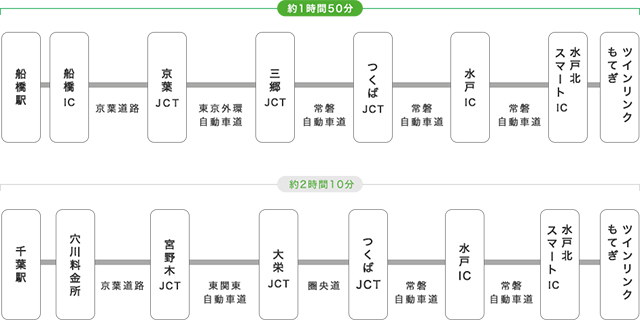 約1時間50分
船橋駅
船橋IC
京葉道路
京葉JCT
東京外環
自動車道
三郷JCT
常磐
自動車道
つくばJCT
常磐
自動車道
水戸IC
常磐
自動車道
水戸北
スマートIC
ツインリンク
もてぎ
約2時間10分
千葉駅
穴川料金所
京葉道路
宮野木JCT
東関東
自動車道
大栄JCT
圏央道
つくばJCT
常磐
自動車道
水戸IC
常磐
自動車道
水戸北
スマートIC
ツインリンク
もてぎ